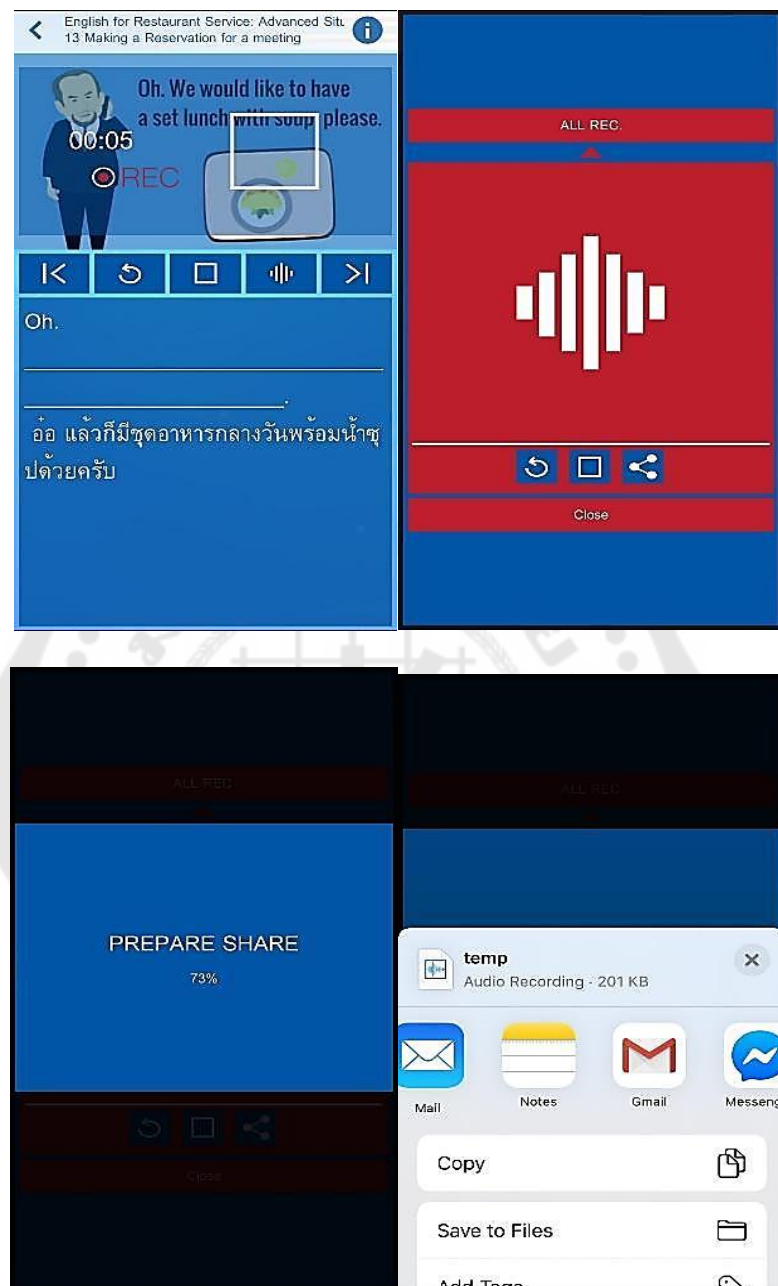 English for Restaurant Service: Advanced Situ
13 Making a Reservation for a meeting
Oh. We would like to have
a set lunch with soup please.
00:05
REC
Oh.
.
อ๋อ แล้วก็มีชุดอาหารกลางวันพร้อมน้ำซุ
ปด้วยครับ
ALL REC.
Close
ALL REC.
PREPARE SHARE
73%
Close
ALL REC.
temp
Audio Recording - 201 KB
Mail
Notes
Gmail
Messeng
Copy
Save to Files
Add Tags